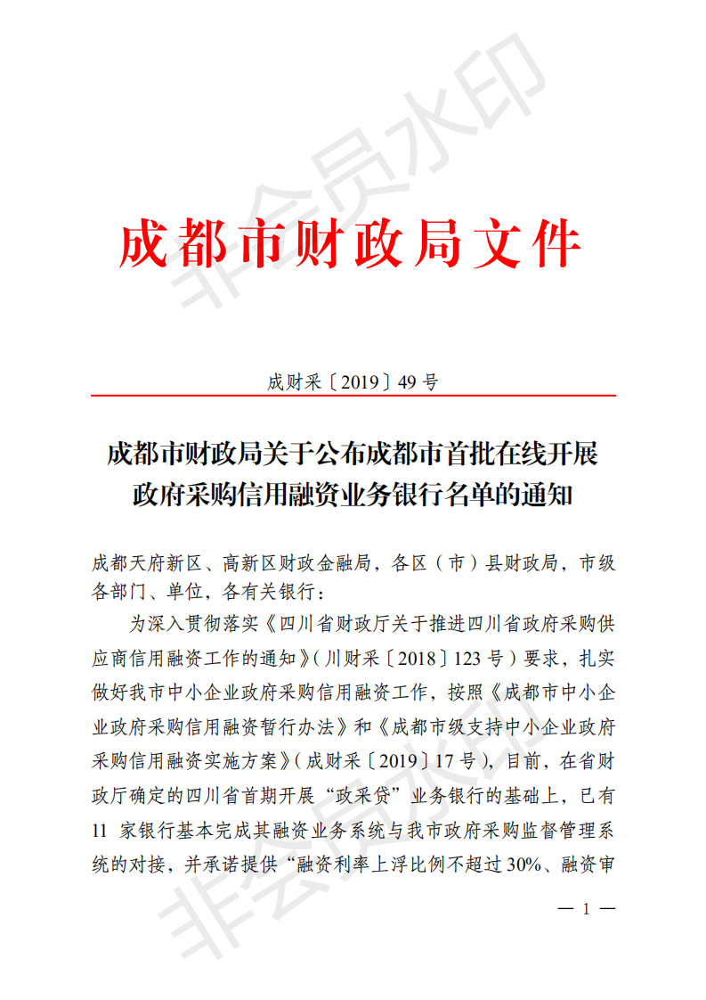 成都市财政局文件
成财采〔2019〕49号
成都市财政局关于公布成都市首批在线开展
政府采购信用融资业务银行名单的通知
成都天府新区、高新区财政金融局，各区（市）县财政局，市级
各部门、单位，各有关银行：
为深入贯彻落实《四川省财政厅关于推进四川省政府采购供
应商信用融资工作的通知》（川财采〔2018〕123号）要求，扎实
做好我市中小企业政府采购信用融资工作，按照《成都市中小企
业政府采购信用融资暂行办法》和《成都市级支持中小企业政府
采购信用融资实施方案》（成财采〔2019〕17号），目前，在省财
政厅确定的四川省首期开展“政采贷”业务银行的基础上，已有
11 家银行基本完成其融资业务系统与我市政府采购监督管理系
统的对接，并承诺提供“融资利率上浮比例不超过30%、融资审
— 1 —
非会员水印
非会员水印